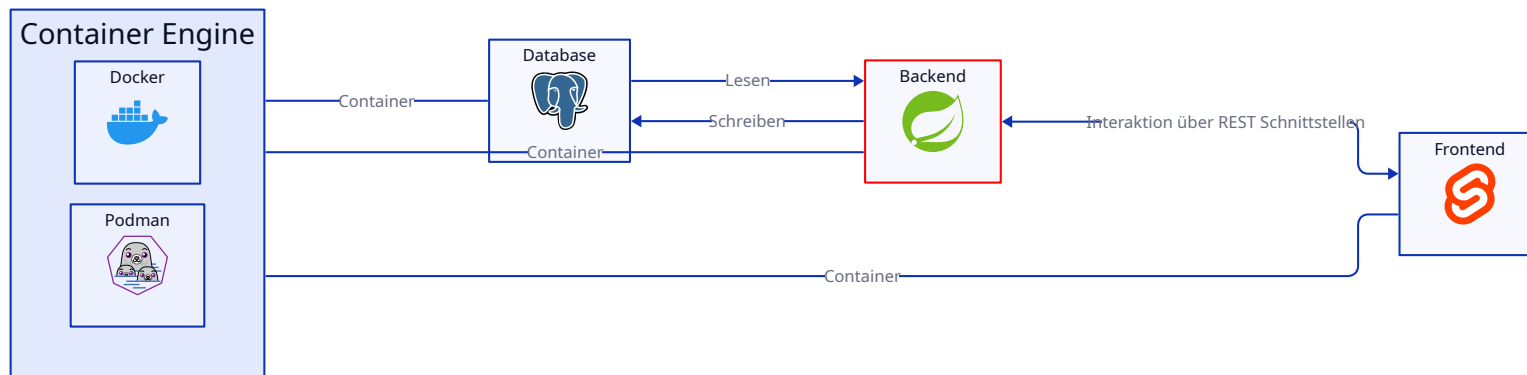 Container Engine
Docker
Podman
Container
Database
Lesen
Schreiben
Container
Backend
Interaktion über REST Schnittstellen
Frontend
Container